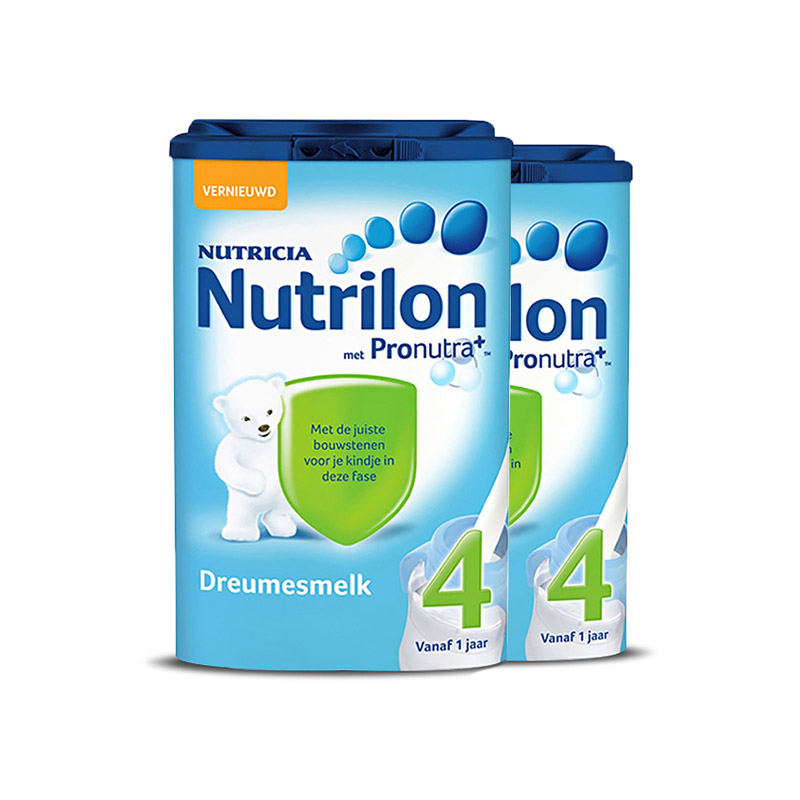 VERNIEUWD
NUTRICIA
Nutrilon
met Pronutra+™
Met de juiste
bouwstenen
voor je kindje in
deze fase
4
Dreumesmelk
Vanaf 1 jaar
lon
Pronutra+™
in
4
Vanaf 1 jaar